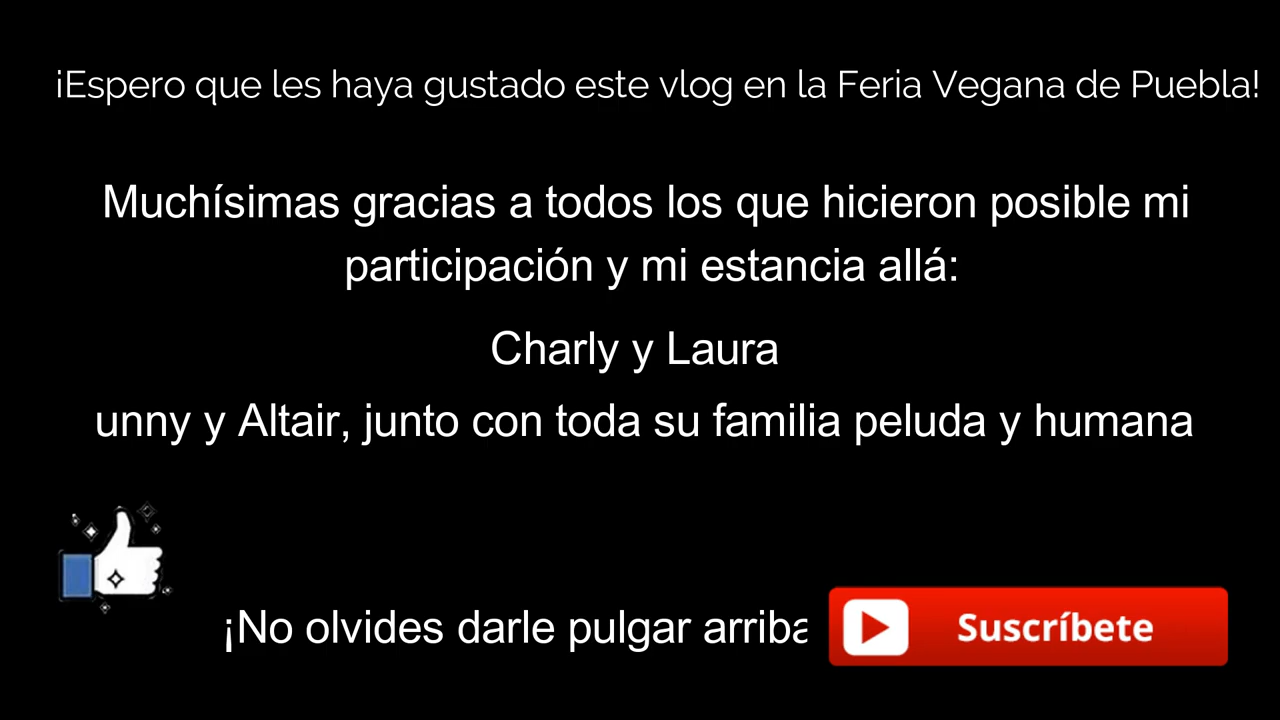 ¡Espero que les haya gustado este vlog en la Feria Vegana de Puebla!
Muchísimas gracias a todos los que hicieron posible mi
participación y mi estancia allá:
Charly y Laura
unny y Altair, junto con toda su familia peluda y humana
¡No olvides darle pulgar arriba
Suscríbete